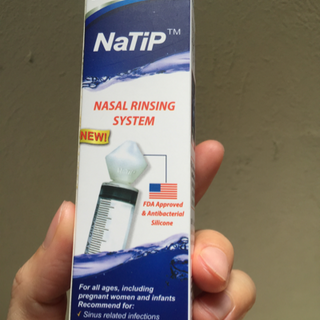 NaTiP™
NASAL RINSING
SYSTEM
NEW!
FDA Approved
& Antibacterial
Silicone
For all ages, including
pregnant women and infants
Recommend for:
✓ Sinus related infections